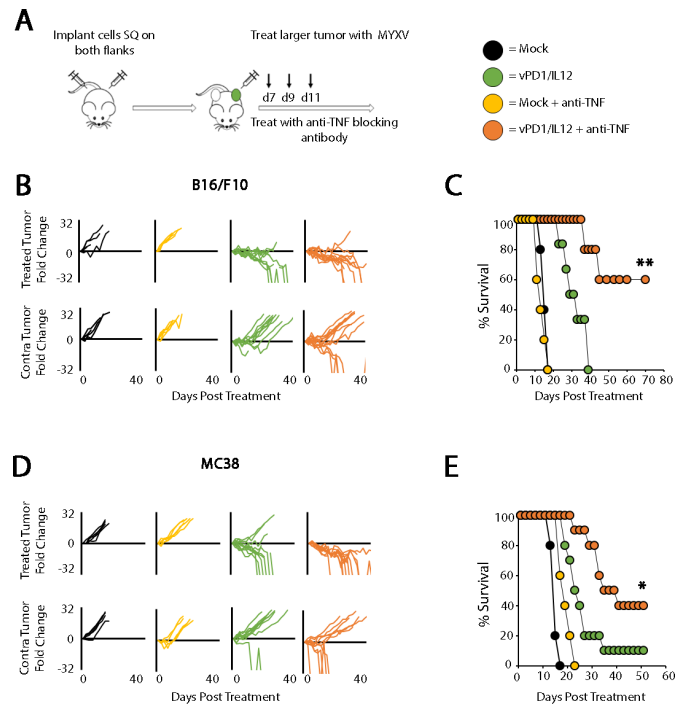 A
Implant cells SQ on
both flanks
Treat larger tumor with MYXV
d7 d9 d11
Treat with anti-TNF blocking
antibody
= Mock
= vPD1/IL12
= Mock + anti-TNF
= vPD1/IL12 + anti-TNF
B
B16/F10
Treated Tumor
Fold Change
32
0
-32
Contra Tumor
Fold Change
32
0
-32
0 40 0 40 0 40 0 40
Days Post Treatment
C
% Survival
100
80
60
40
20
0
**
0 10 20 30 40 50 60 70 80
Days Post Treatment
D
MC38
Treated Tumor
Fold Change
32
0
-32
Contra Tumor
Fold Change
32
0
-32
0 40 0 40 0 40 0 40
Days Post Treatment
E
% Survival
100
80
60
40
20
0
*
0 10 20 30 40 50 60
Days Post Treatment